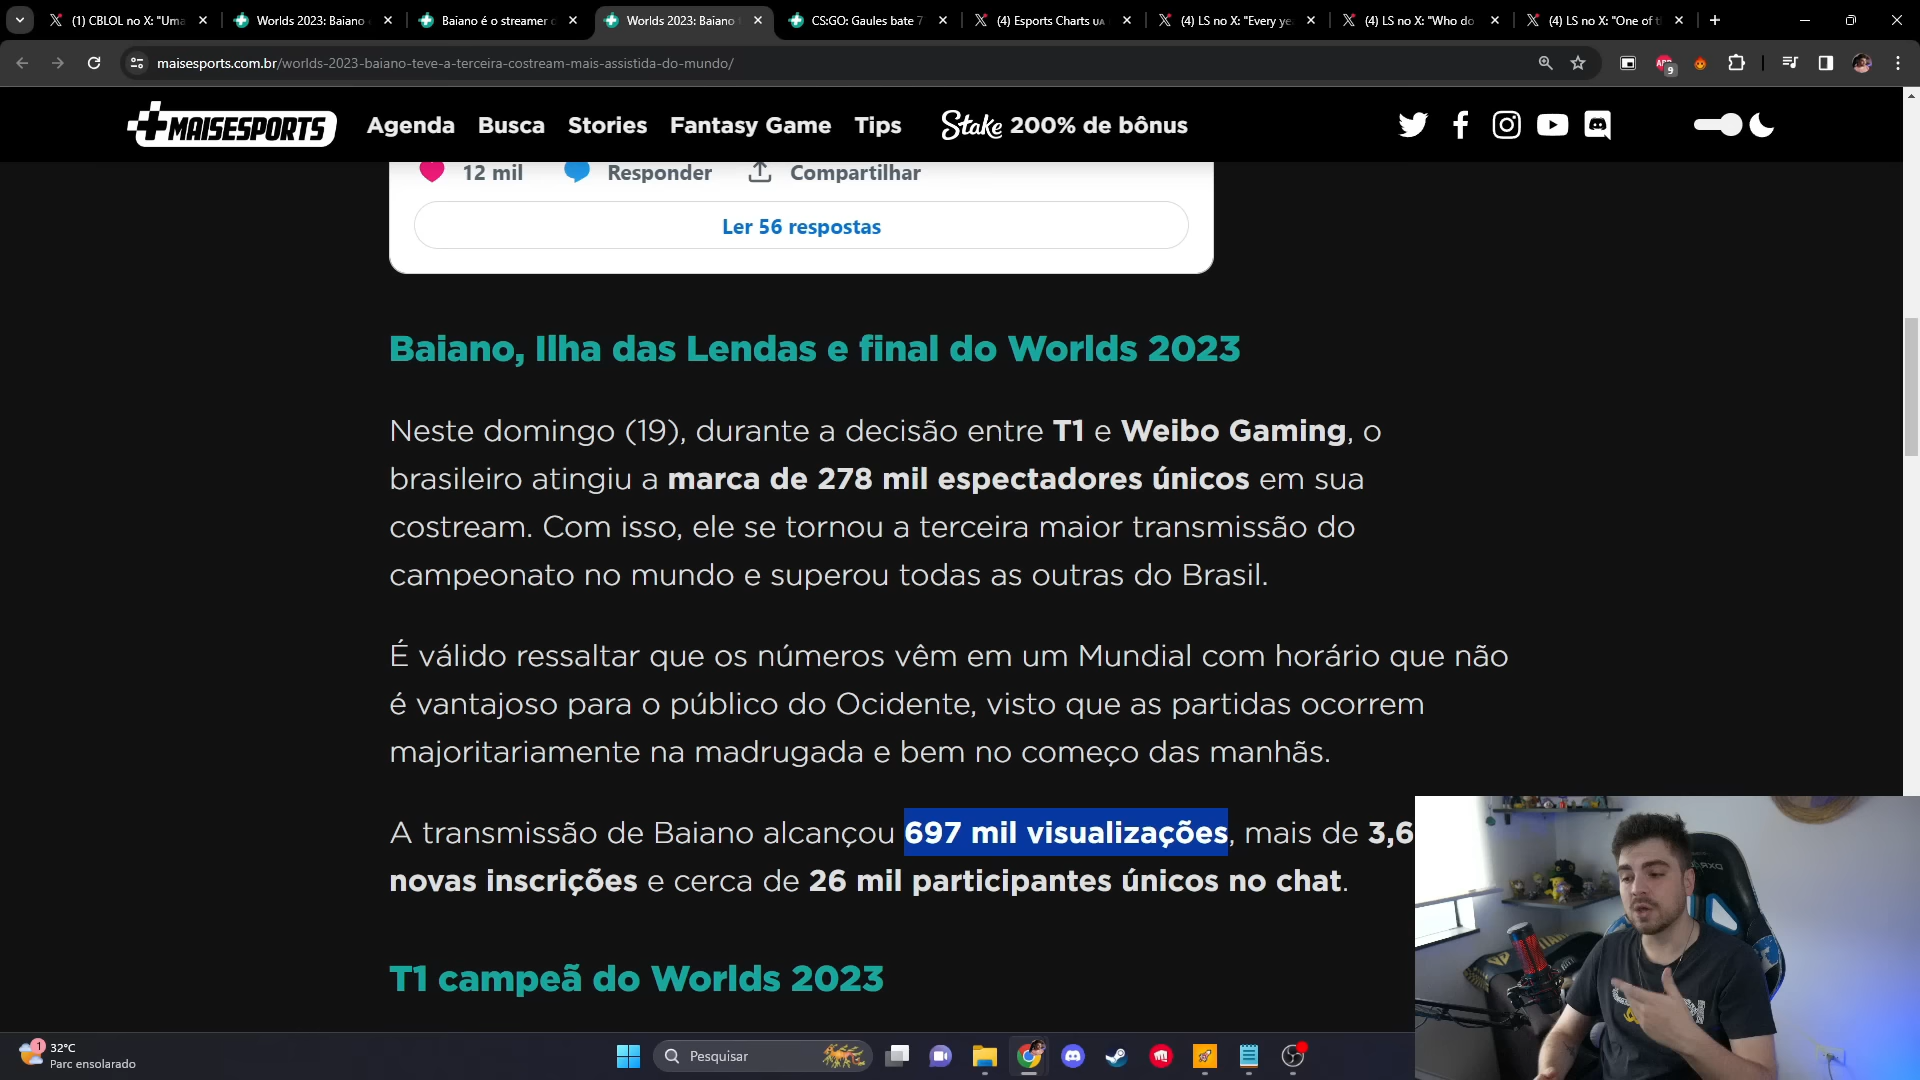 (1) CBLOL no X: "Uma
Worlds 2023: Baiano
Baiano é o streamer
Worlds 2023: Baiano
CS:GO: Gaules bate 7
(4) Esports Charts UA
(4) LS no X: "Every ye
(4) LS no X: "Who do
(4) LS no X: "One of t
maisesports.com.br/worlds-2023-baiano-teve-a-terceira-costream-mais-assistida-do-mundo/
9
MAISESPORTS
Agenda Busca Stories Fantasy Game Tips Stake 200% de bônus
12 mil Responder Compartilhar
Ler 56 respostas
Baiano, Ilha das Lendas e final do Worlds 2023
Neste domingo (19), durante a decisão entre T1 e Weibo Gaming, o
brasileiro atingiu a marca de 278 mil espectadores únicos em sua
costream. Com isso, ele se tornou a terceira maior transmissão do
campeonato no mundo e superou todas as outras do Brasil.
É válido ressaltar que os números vêm em um Mundial com horário que não
é vantajoso para o público do Ocidente, visto que as partidas ocorrem
majoritariamente na madrugada e bem no começo das manhãs.
A transmissão de Baiano alcançou 697 mil visualizações, mais de 3,6
novas inscrições e cerca de 26 mil participantes únicos no chat.
T1 campeã do Worlds 2023
1
32°C
Parc ensolarado
Pesquisar